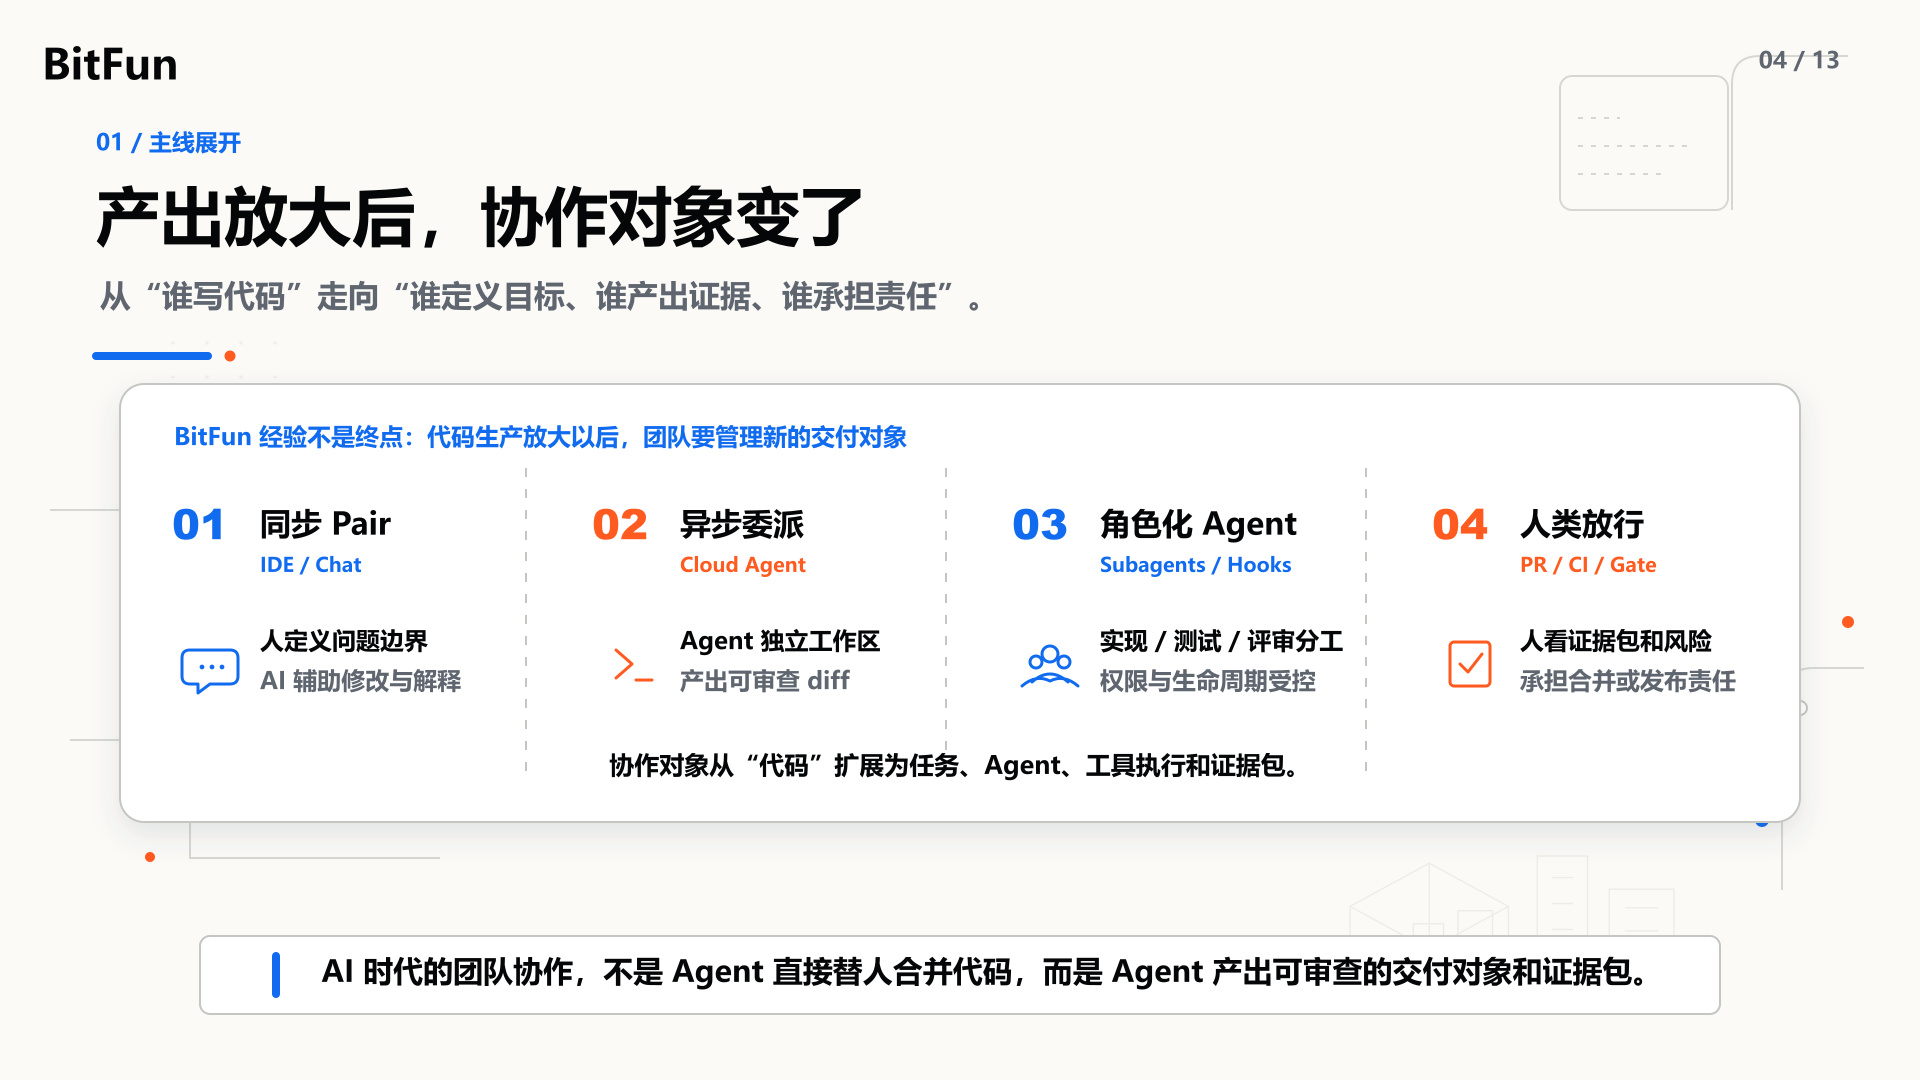 BitFun
04 / 13
01 / 主线展开
产出放大后，协作对象变了
从“谁写代码”走向“谁定义目标、谁产出证据、谁承担责任”。
BitFun 经验不是终点：代码生产放大以后，团队要管理新的交付对象
01 同步 Pair
IDE / Chat
人定义问题边界
AI 辅助修改与解释
02 异步委派
Cloud Agent
Agent 独立工作区
产出可审查 diff
03 角色化 Agent
Subagents / Hooks
实现 / 测试 / 评审分工
权限与生命周期受控
04 人类放行
PR / CI / Gate
人看证据包和风险
承担合并或发布责任
协作对象从“代码”扩展为任务、Agent、工具执行和证据包。
AI 时代的团队协作，不是 Agent 直接替人合并代码，而是 Agent 产出可审查的交付对象和证据包。